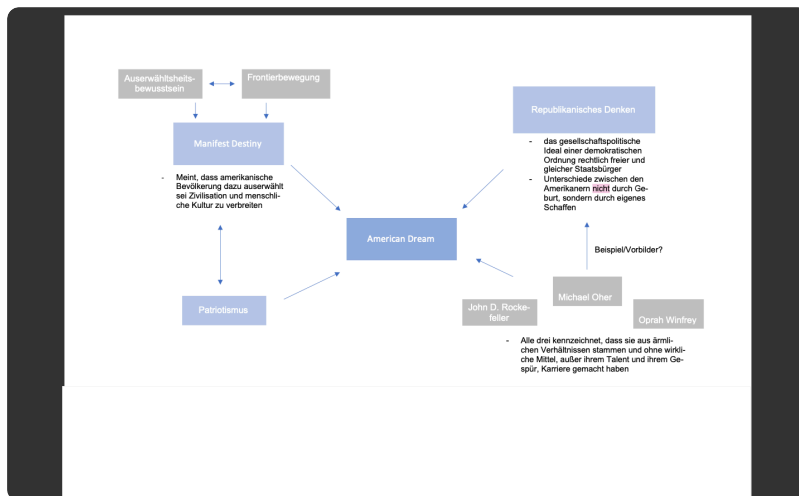 Auserwähltsheits-
bewusstsein
Frontierbewegung
Manifest Destiny
- Meint, dass amerikanische
Bevölkerung dazu auserwählt
sei Zivilisation und menschli-
che Kultur zu verbreiten
Patriotismus
American Dream
Republikanisches Denken
- das gesellschaftspolitische
Ideal einer demokratischen
Ordnung rechtlich freier und
gleicher Staatsbürger
- Unterschiede zwischen den
Amerikanern nicht durch Ge-
burt, sondern durch eigenes
Schaffen
Beispiel/Vorbilder?
John D. Rocke-
feller
Michael Oher
Oprah Winfrey
- Alle drei kennzeichnet, dass sie aus ärmli-
chen Verhältnissen stammen und ohne wirkli-
che Mittel, außer ihrem Talent und ihrem Ge-
spür, Karriere gemacht haben